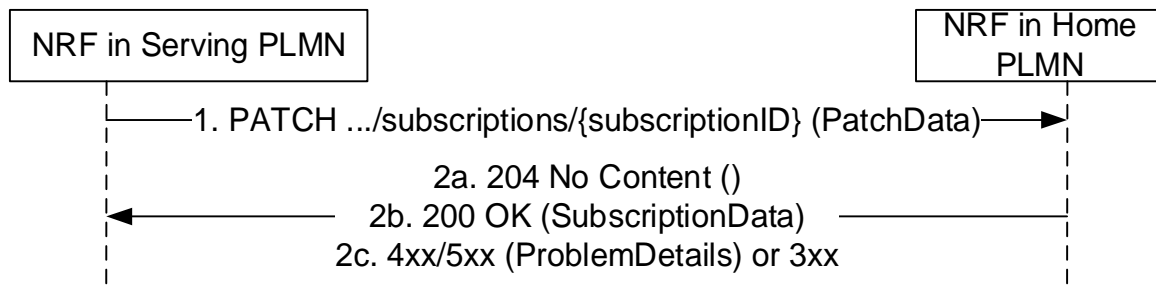 NRF in Serving PLMN
NRF in Home
PLMN
1. PATCH .../subscriptions/{subscriptionID} (PatchData)
2a. 204 No Content ()
2b. 200 OK (SubscriptionData)
2c. 4xx/5xx (ProblemDetails) or 3xx